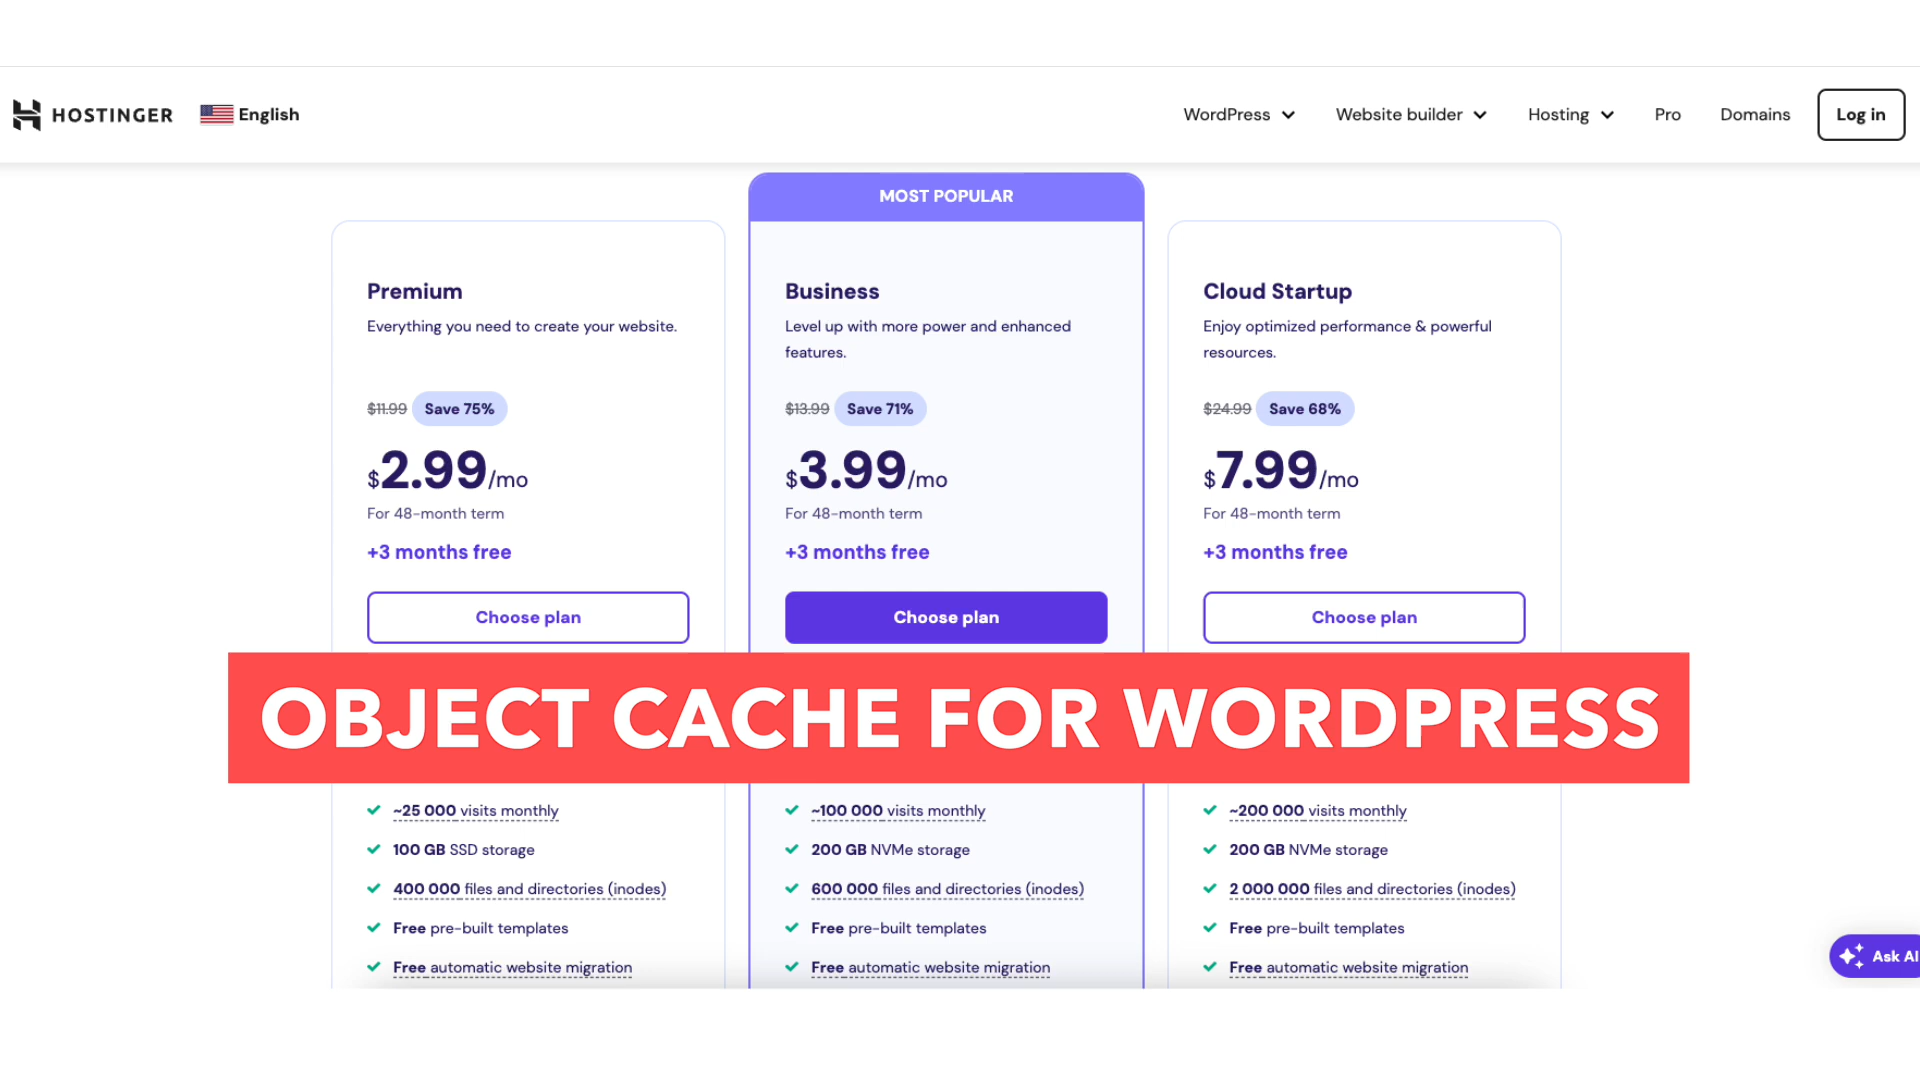 HOSTINGER English WordPress Website builder Hosting Pro Domains Log in
MOST POPULAR
Premium
Everything you need to create your website.
$11.99 Save 75%
$2.99/mo
For 48-month term
+3 months free
Choose plan
Business
Level up with more power and enhanced
features.
$13.99 Save 71%
$3.99/mo
For 48-month term
+3 months free
Choose plan
Cloud Startup
Enjoy optimized performance & powerful
resources.
$24.99 Save 68%
$7.99/mo
For 48-month term
+3 months free
Choose plan
OBJECT CACHE FOR WORDPRESS
~25 000 visits monthly
100 GB SSD storage
400 000 files and directories (inodes)
Free pre-built templates
Free automatic website migration
~100 000 visits monthly
200 GB NVMe storage
600 000 files and directories (inodes)
Free pre-built templates
Free automatic website migration
~200 000 visits monthly
200 GB NVMe storage
2 000 000 files and directories (inodes)
Free pre-built templates
Free automatic website migration
Ask AI